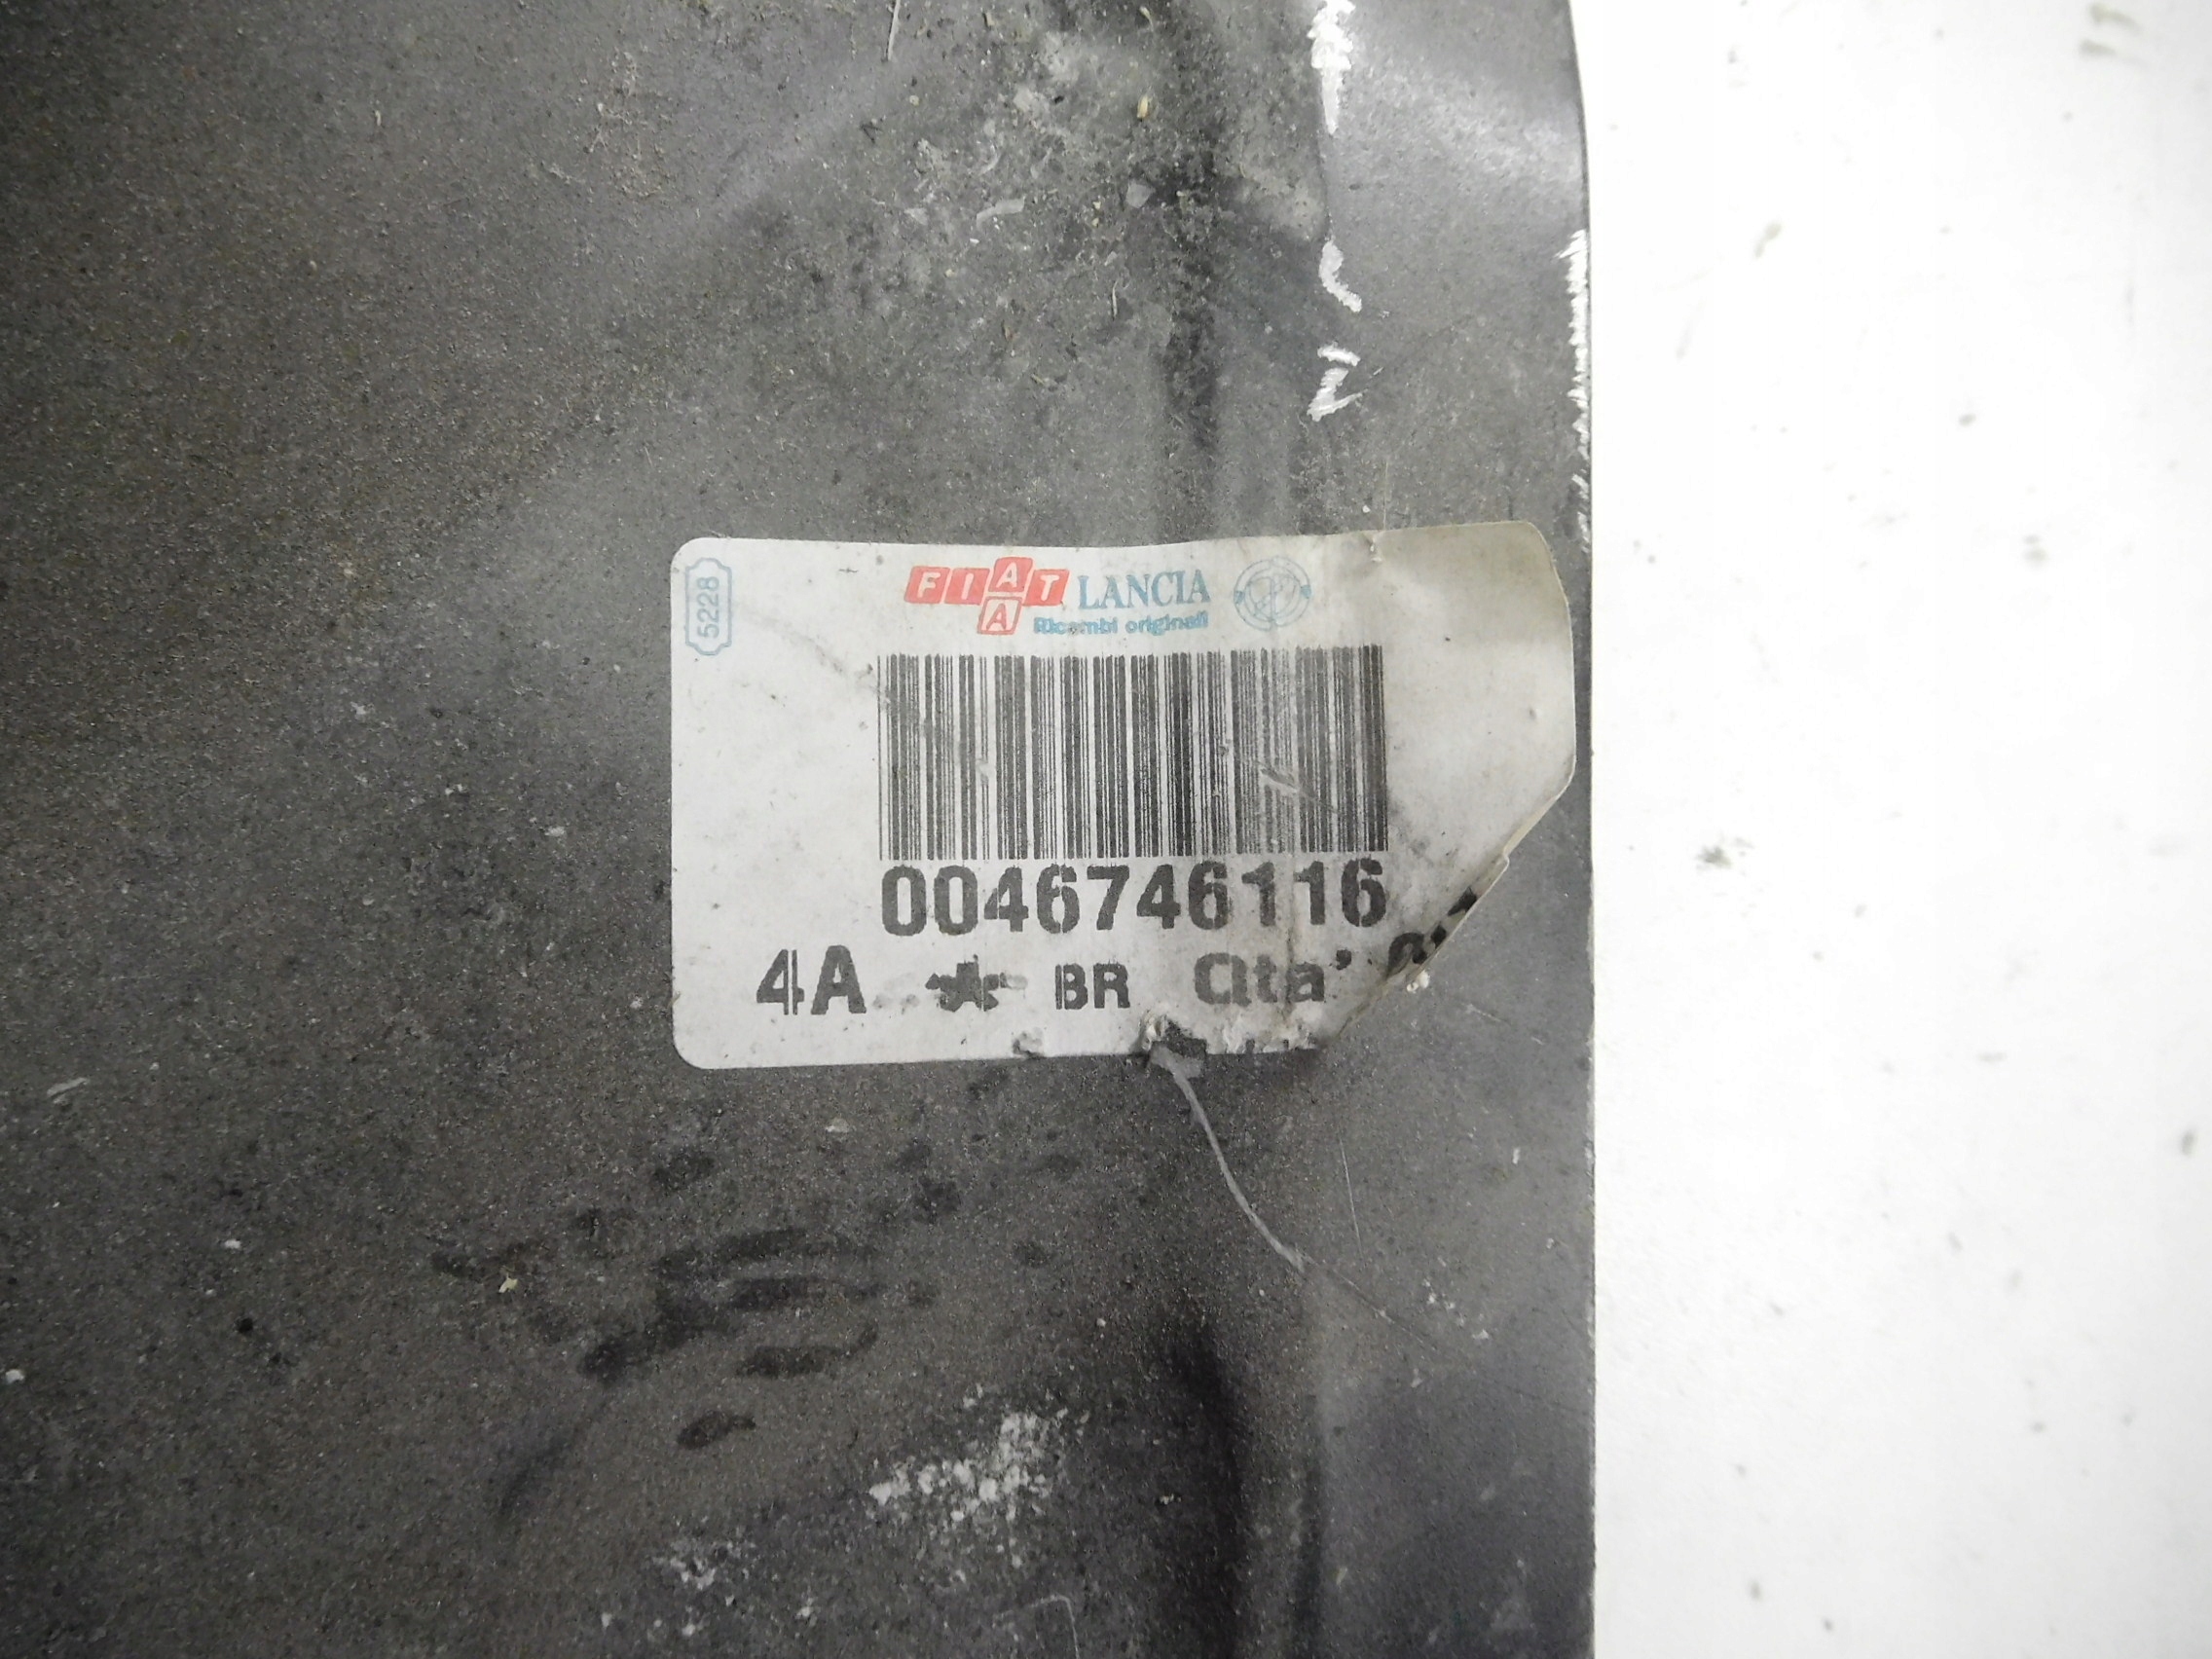 5228
FIAT LANCIA
A Ricambi originali
0046746116
4A BR Qta'